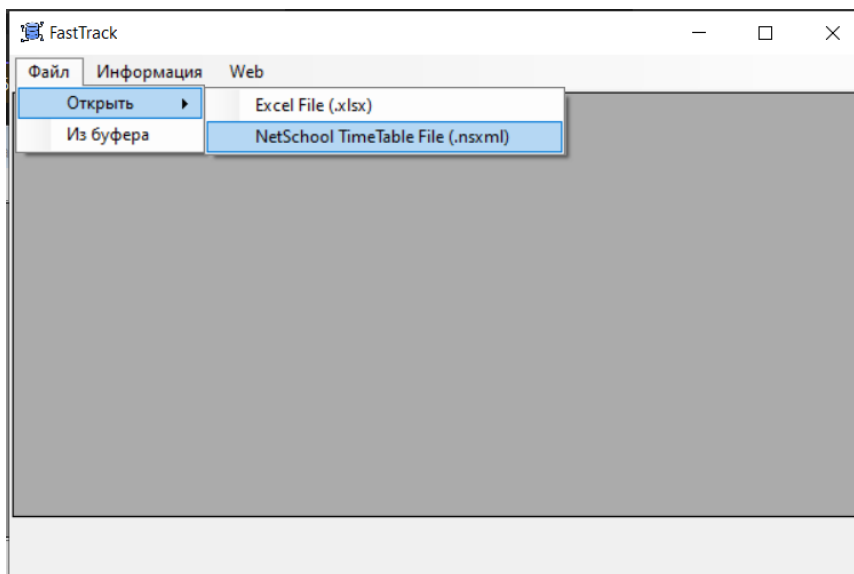 FastTrack
Файл Информация Web
Открыть
Excel File (.xlsx)
Из буфера
NetSchool TimeTable File (.nsxml)